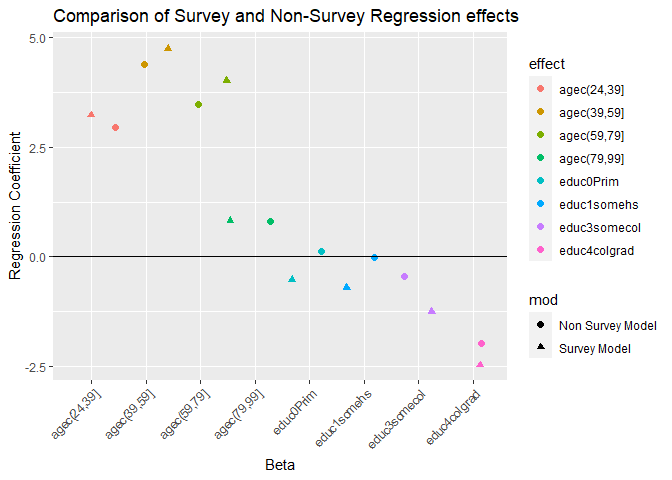 Comparison of Survey and Non-Survey Regression effects
5.0
2.5
0.0
-2.5
Regression Coefficient
agec(24,39]
agec(39,59]
agec(59,79]
agec(79,99]
educ0Prim
educ1somehs
educ3somecol
educ4colgrad
Beta
effect
agec(24,39]
agec(39,59]
agec(59,79]
agec(79,99]
educ0Prim
educ1somehs
educ3somecol
educ4colgrad
mod
Non Survey Model
Survey Model